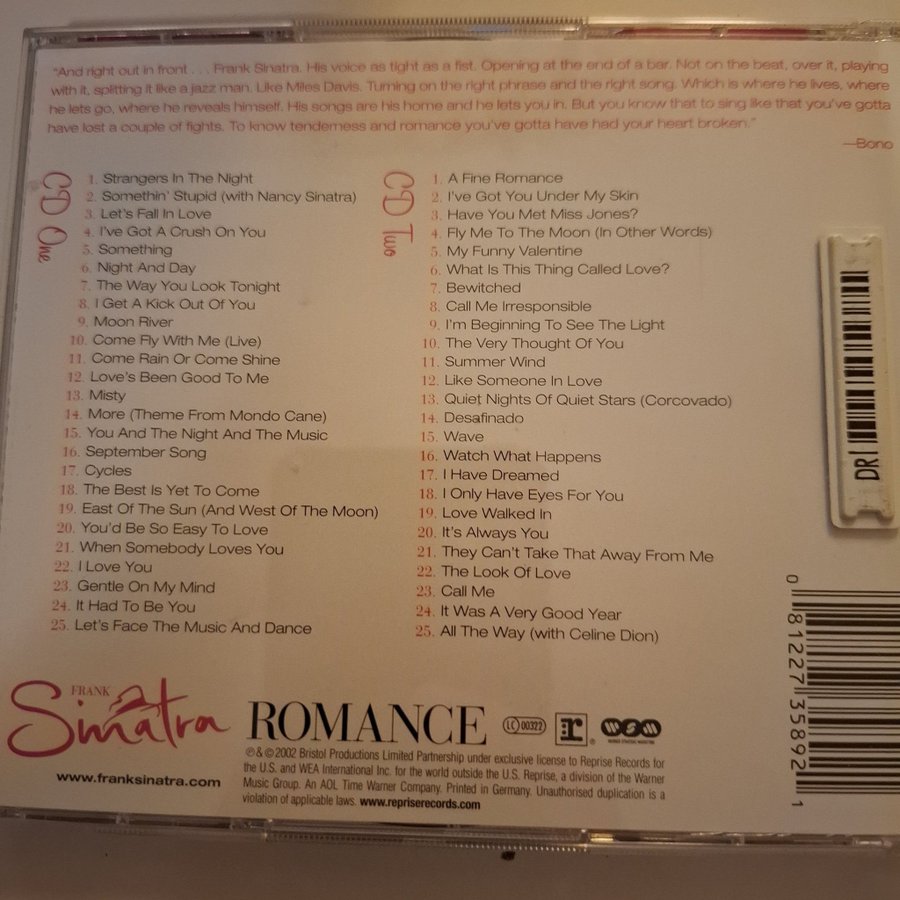 "And right out in front . . . Frank Sinatra. His voice as tight as a fist. Opening at the end of a bar. Not on the beat, over it, playing
with it, splitting it like a jazz man. Like Miles Davis. Turning on the right phrase and the right song. Which is where he lives, where
he lets go, where he reveals himself. His songs are his home and he lets you in. But you know that to sing like that you've gotta
have lost a couple of fights. To know tenderness and romance you've gotta have had your heart broken."
—Bono
CD One
1. Strangers In The Night
2. Somethin' Stupid (with Nancy Sinatra)
3. Let's Fall In Love
4. I've Got A Crush On You
5. Something
6. Night And Day
7. The Way You Look Tonight
8. I Get A Kick Out Of You
9. Moon River
10. Come Fly With Me (Live)
11. Come Rain Or Come Shine
12. Love's Been Good To Me
13. Misty
14. More (Theme From Mondo Cane)
15. You And The Night And The Music
16. September Song
17. Cycles
18. The Best Is Yet To Come
19. East Of The Sun (And West Of The Moon)
20. You'd Be So Easy To Love
21. When Somebody Loves You
22. I Love You
23. Gentle On My Mind
24. It Had To Be You
25. Let's Face The Music And Dance
CD Two
1. A Fine Romance
2. I've Got You Under My Skin
3. Have You Met Miss Jones?
4. Fly Me To The Moon (In Other Words)
5. My Funny Valentine
6. What Is This Thing Called Love?
7. Bewitched
8. Call Me Irresponsible
9. I'm Beginning To See The Light
10. The Very Thought Of You
11. Summer Wind
12. Like Someone In Love
13. Quiet Nights Of Quiet Stars (Corcovado)
14. Desafinado
15. Wave
16. Watch What Happens
17. I Have Dreamed
18. I Only Have Eyes For You
19. Love Walked In
20. It's Always You
21. They Can't Take That Away From Me
22. The Look Of Love
23. Call Me
24. It Was A Very Good Year
25. All The Way (with Celine Dion)
DRI
0 81227 35892 1
FRANK
Sinatra
ROMANCE
LC 00322
r
WSM
www.franksinatra.com
℗ & © 2002 Bristol Productions Limited Partnership under exclusive license to Reprise Records for
the U.S. and WEA International Inc. for the world outside the U.S. Reprise, a division of the Warner
Music Group. An AOL Time Warner Company. Printed in Germany. Unauthorised duplication is a
violation of applicable laws. www.repriserecords.com